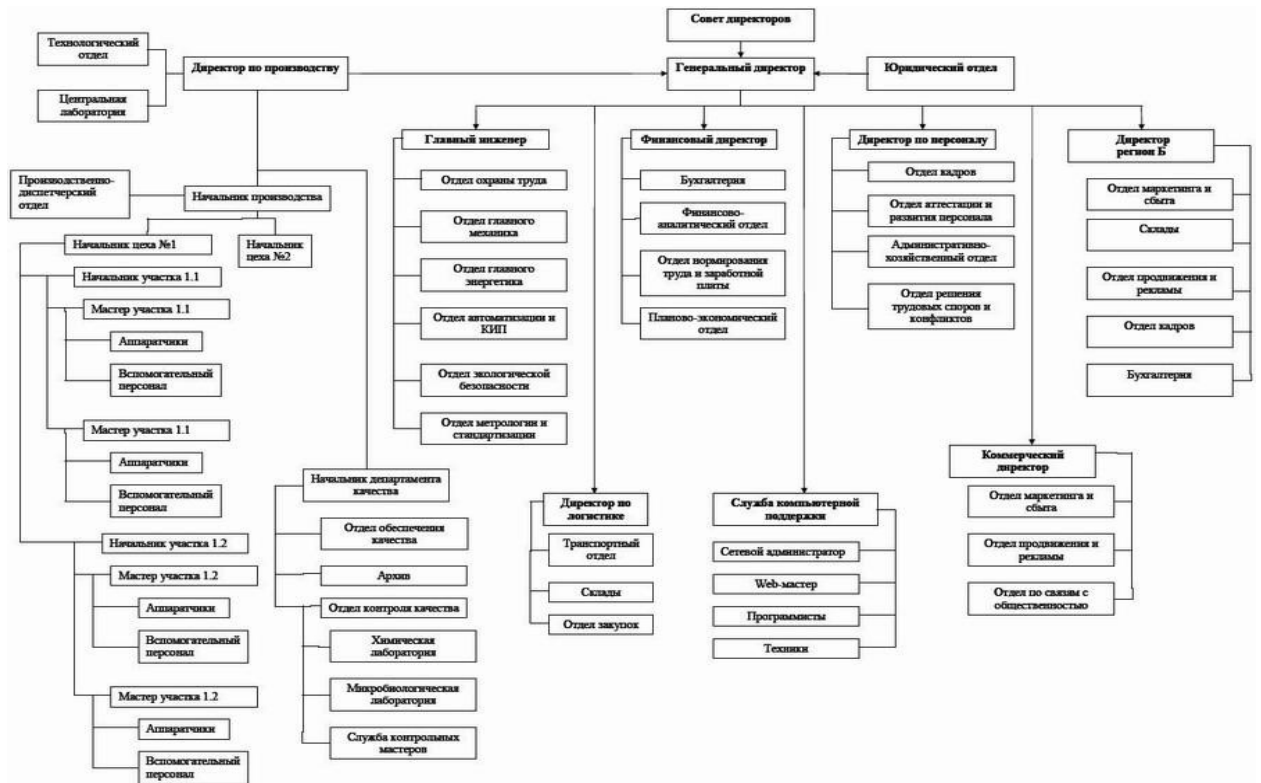 Совет директоров
Технологический
отдел
Директор по производству
Генеральный директор
Юридический отдел
Центральная
лаборатория
Главный инженер
Финансовый директор
Директор по персоналу
Директор
регион Б
Производственно-
диспетчерский
отдел
Начальник производства
Начальник цеха №1
Начальник
цеха №2
Начальник участка 1.1
Мастер участка 1.1
Аппаратчики
Вспомогательный
персонал
Мастер участка 1.1
Аппаратчики
Вспомогательный
персонал
Начальник участка 1.2
Мастер участка 1.2
Аппаратчики
Вспомогательный
персонал
Мастер участка 1.2
Аппаратчики
Вспомогательный
персонал
Начальник департамента
качества
Отдел обеспечения
качества
Архив
Отдел контроля качества
Химическая
лаборатория
Микробиологическая
лаборатория
Служба контрольных
мастеров
Отдел охраны труда
Отдел главного
механика
Отдел главного
энергетика
Отдел автоматизации и
КИП
Отдел экологической
безопасности
Отдел метрологии и
стандартизации
Директор по
логистике
Транспортный
отдел
Склады
Отдел закупок
Бухгалтерия
Финансово-
аналитический отдел
Отдел нормирования
труда и заработной
платы
Планово-экономический
отдел
Служба компьютерной
поддержки
Сетевой администратор
Web-мастер
Программисты
Техники
Отдел кадров
Отдел аттестации и
развития персонала
Административно-
хозяйственный отдел
Отдел решения
трудовых споров и
конфликтов
Коммерческий
директор
Отдел маркетинга и
сбыта
Отдел продвижения и
рекламы
Отдел по связям с
общественностью
Отдел маркетинга и
сбыта
Склады
Отдел продвижения и
рекламы
Отдел кадров
Бухгалтерия